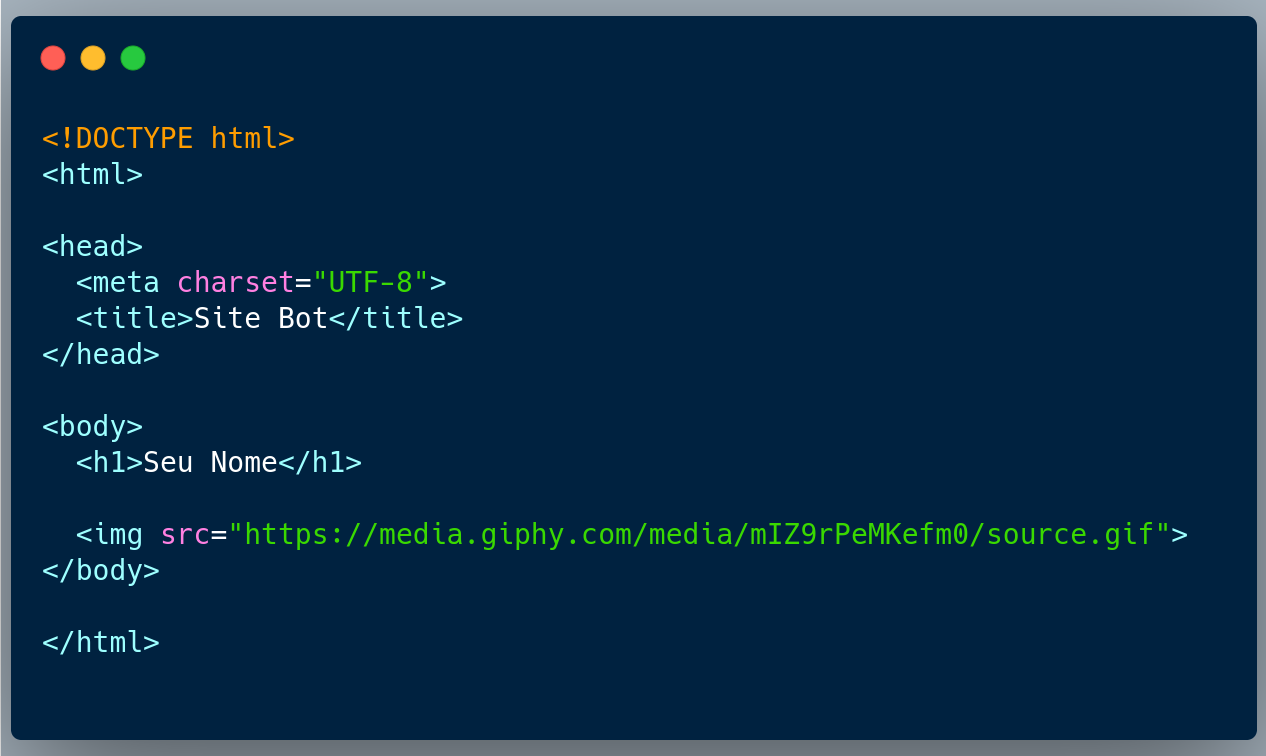 <!DOCTYPE html>
<html>
<head>
<meta charset="UTF-8">
<title>Site Bot</title>
</head>
<body>
<h1>Seu Nome</h1>
<img src="https://media.giphy.com/media/mIZ9rPeMKefm0/source.gif">
</body>
</html>